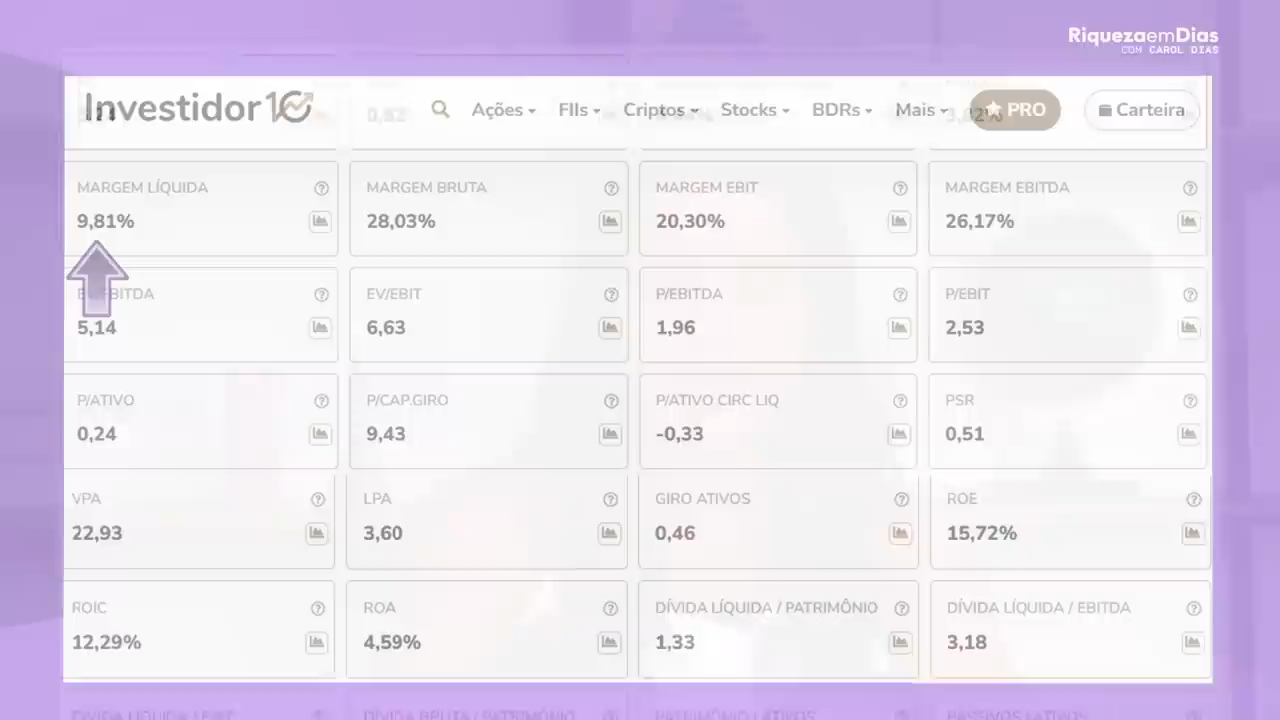 RiquezaemDias
COM CAROL DIAS
Investidor10
Ações
FIIs
Criptos
Stocks
BDRs
Mais
PRO
Carteira
MARGEM LÍQUIDA
MARGEM BRUTA
MARGEM EBIT
MARGEM EBITDA
9,81%
28,03%
20,30%
26,17%
EV/EBIT
P/EBITDA
P/EBIT
5,14
6,63
1,96
2,53
P/ATIVO
P/CAP.GIRO
P/ATIVO CIRC LIQ
PSR
0,24
9,43
-0,33
0,51
VPA
LPA
GIRO ATIVOS
ROE
22,93
3,60
0,46
15,72%
ROIC
ROA
DÍVIDA LÍQUIDA / PATRIMÔNIO
DÍVIDA LÍQUIDA / EBITDA
12,29%
4,59%
1,33
3,18